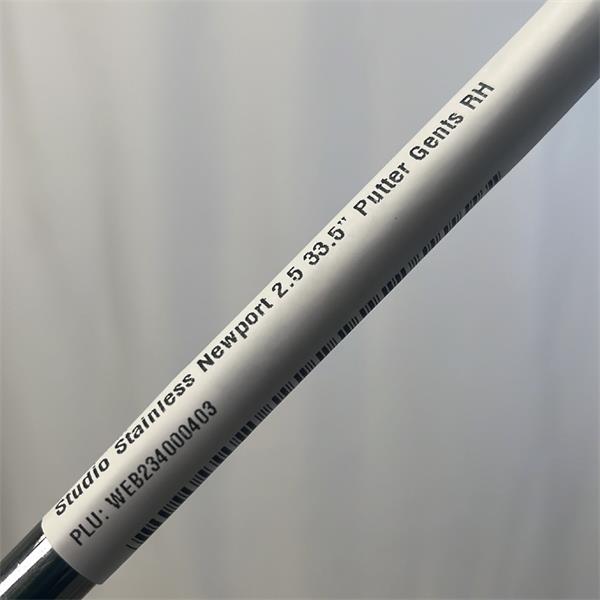 Studio Stainless Newport 2.5 33.5" Putter Gents RH
PLU: WEB234000403